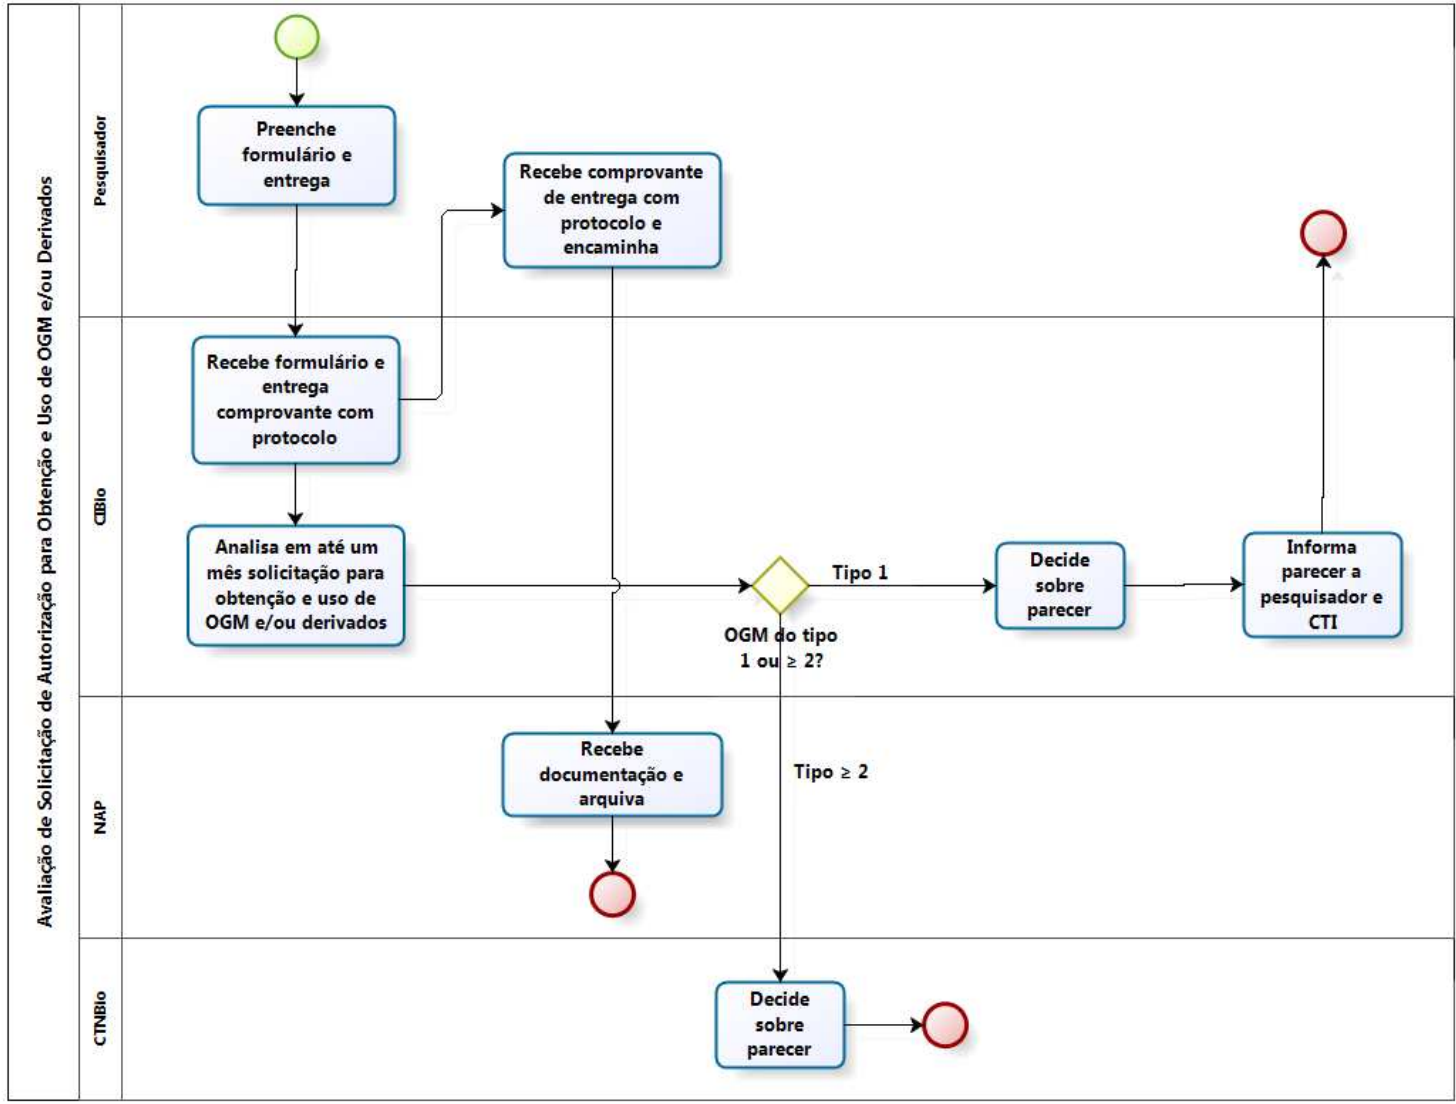 Avaliação de Solicitação de Autorização para Obtenção e Uso de OGM e/ou Derivados
Pesquisador
Preenche
formulário e
entrega
Recebe comprovante
de entrega com
protocolo e
encaminha
CIBio
Recebe formulário e
entrega
comprovante com
protocolo
Analisa em até um
mês solicitação para
obtenção e uso de
OGM e/ou derivados
OGM do tipo
1 ou ≥ 2?
Tipo 1
Decide
sobre
parecer
Informa
parecer a
pesquisador e
CTI
NAP
Recebe
documentação e
arquiva
Tipo ≥ 2
CTNBio
Decide
sobre
parecer